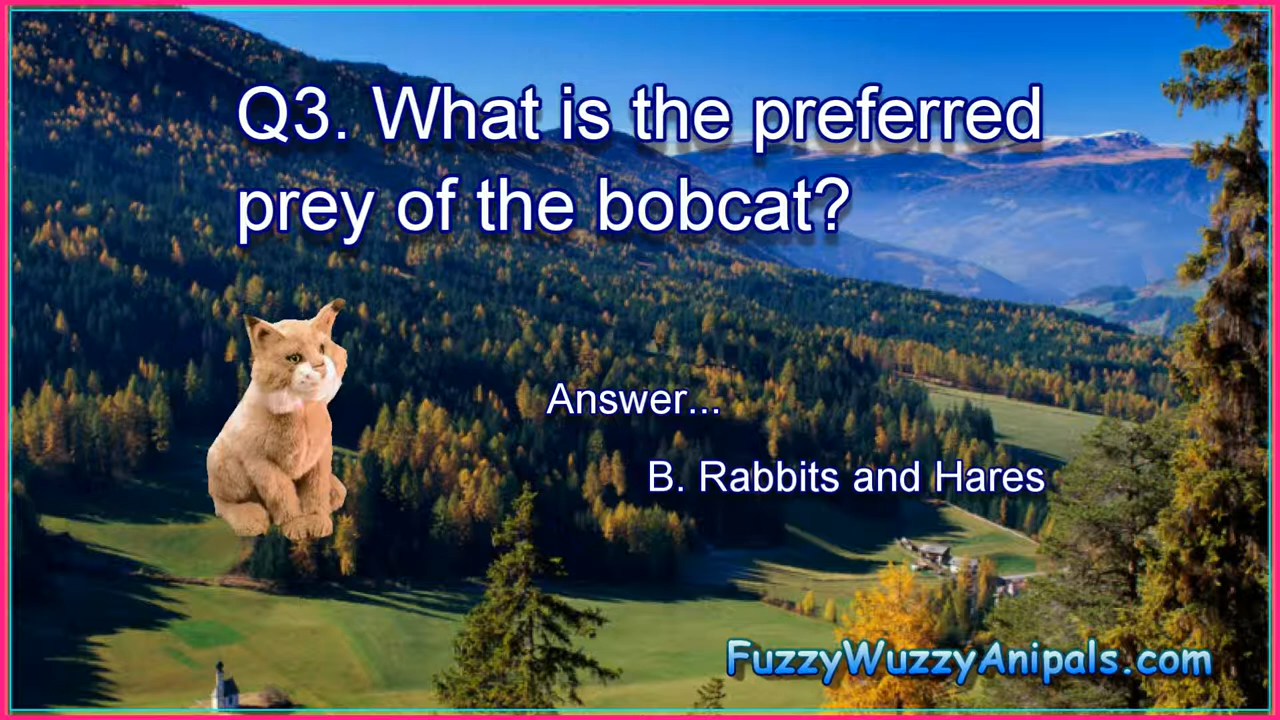 Q3. What is the preferred
prey of the bobcat?
Answer...
B. Rabbits and Hares
FuzzyWuzzyAnipals.com